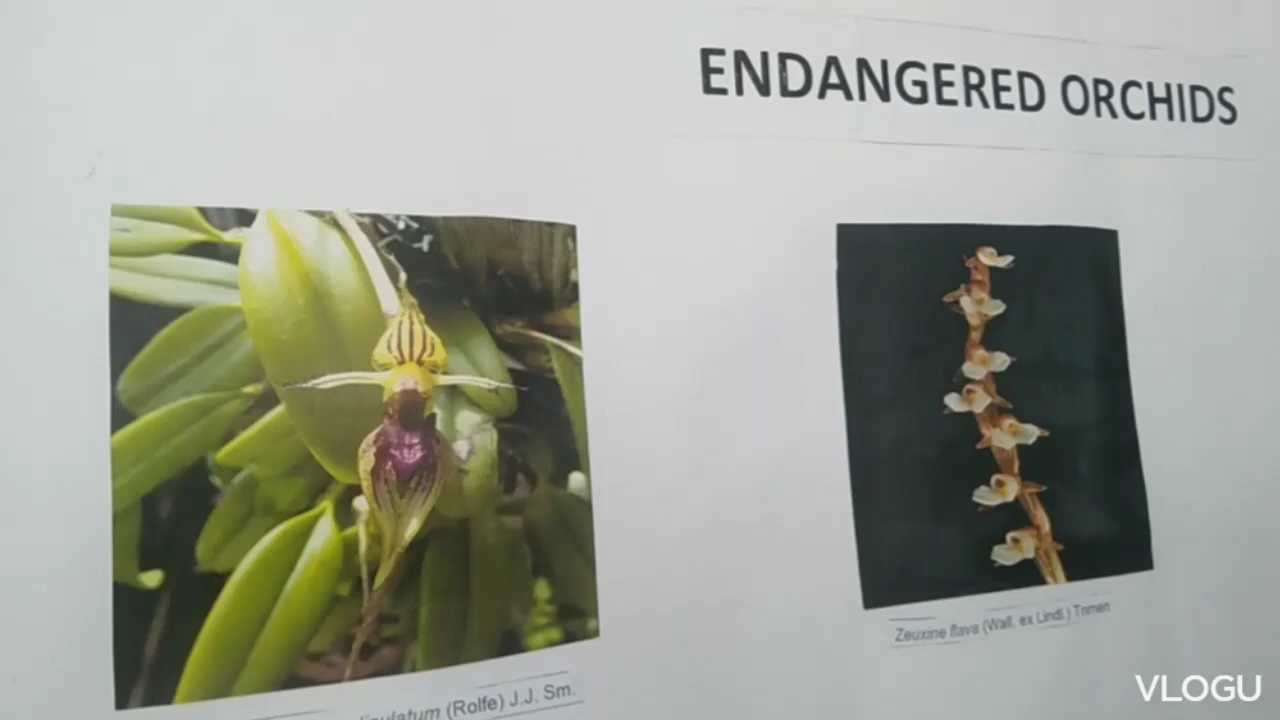 ENDANGERED ORCHIDS
Zeuxine flava (Wall. ex Lindl.) Trimen
(Rolfe) J.J. Sm.
VLOGU